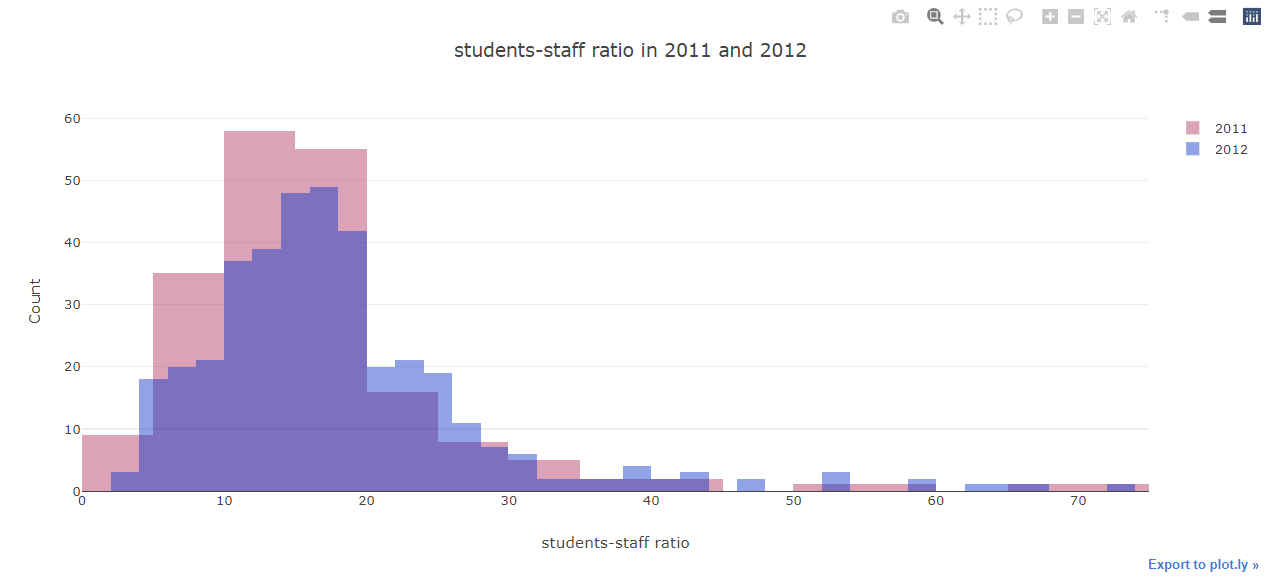 students-staff ratio in 2011 and 2012
2011
2012
Count
60
50
40
30
20
10
0
0 10 20 30 40 50 60 70
students-staff ratio
Export to plot.ly »